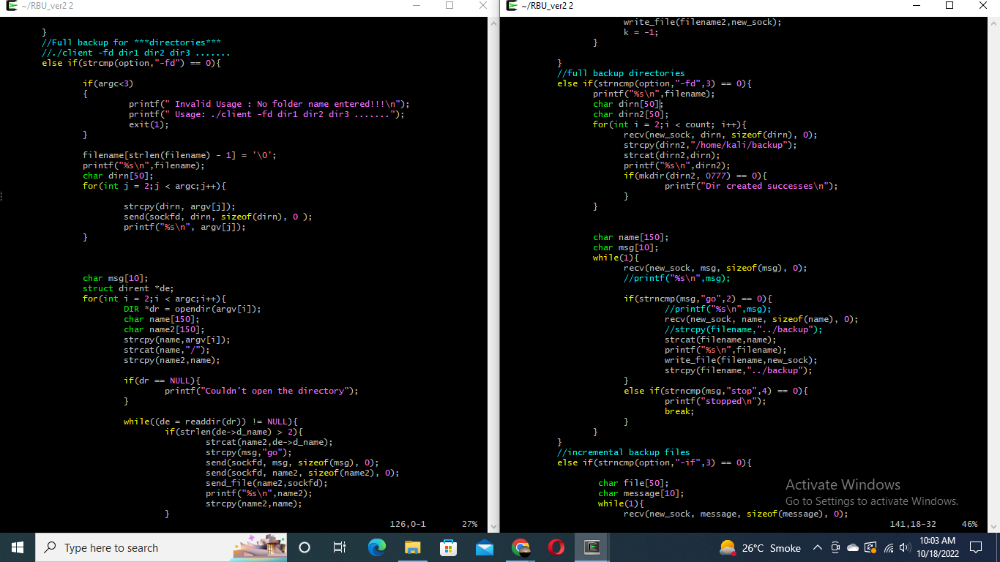 ~/RBU_ver2 2
}
//Full backup for ***directories***
//./client -fd dir1 dir2 dir3 .......
else if(strcmp(option,"-fd") == 0){
if(argc<3)
{
printf(" Invalid Usage : No folder name entered!!!\n");
printf(" Usage: ./client -fd dir1 dir2 dir3 .......");
exit(1);
}
filename[strlen(filename) - 1] = '\0';
printf("%s\n",filename);
char dirn[50];
for(int j = 2;j < argc;j++){
strcpy(dirn, argv[j]);
send(sockfd, dirn, sizeof(dirn), 0 );
printf("%s\n", argv[j]);
}
char msg[10];
struct dirent *de;
for(int i = 2;i < argc;i++){
DIR *dr = opendir(argv[i]);
char name[150];
char name2[150];
strcpy(name,argv[i]);
strcat(name,"/");
strcpy(name2,name);
if(dr == NULL){
printf("Couldn't open the directory");
}
while((de = readdir(dr)) != NULL){
if(strlen(de->d_name) > 2){
strcat(name2,de->d_name);
strcpy(msg,"go");
send(sockfd, msg, sizeof(msg), 0);
send(sockfd, name2, sizeof(name2), 0);
send_file(name2,sockfd);
printf("%s\n",name2);
strcpy(name2,name);
}
126,0-1 27%
~/RBU_ver2 2
write_file(filename2,new_sock);
k = -1;
}
}
//full backup directories
else if(strncmp(option,"-fd",3) == 0){
printf("%s\n",filename);
char dirn[50];
char dirn2[50];
for(int i = 2;i < count; i++){
recv(new_sock, dirn, sizeof(dirn), 0);
strcpy(dirn2,"/home/kali/backup");
strcat(dirn2,dirn);
printf("%s\n",dirn2);
if(mkdir(dirn2, 0777) == 0){
printf("Dir created successes\n");
}
}
char name[150];
char msg[10];
while(1){
recv(new_sock, msg, sizeof(msg), 0);
//printf("%s\n",msg);
if(strncmp(msg,"go",2) == 0){
//printf("%s\n",msg);
recv(new_sock, name, sizeof(name), 0);
//strcpy(filename,"../backup");
strcat(filename,name);
printf("%s\n",filename);
write_file(filename,new_sock);
strcpy(filename,"../backup");
}
else if(strncmp(msg,"stop",4) == 0){
printf("stopped\n");
break;
}
}
}
//incremental backup files
else if(strncmp(option,"-if",3) == 0){
char file[50];
char message[10];
while(1){
recv(new_sock, message, sizeof(message), 0);
141,18-32 46%
Activate Windows
Go to Settings to activate Windows.
Type here to search
26°C Smoke
10:03 AM
10/18/2022